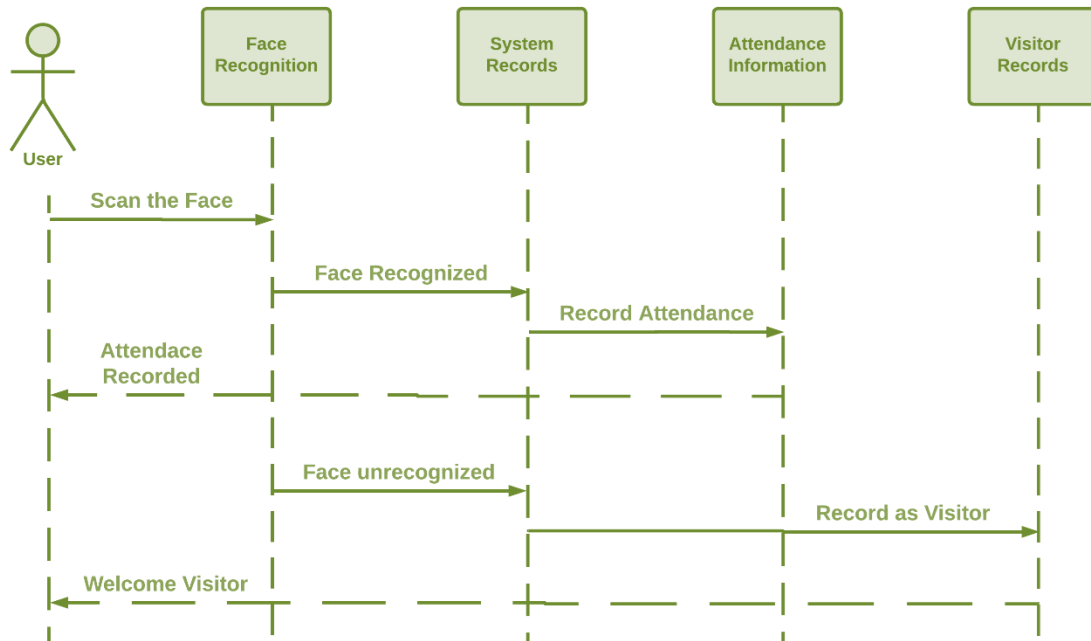 Face
Recognition
System
Records
Attendance
Information
Visitor
Records
User
Scan the Face
Face Recognized
Record Attendance
Attendace
Recorded
Face unrecognized
Record as Visitor
Welcome Visitor